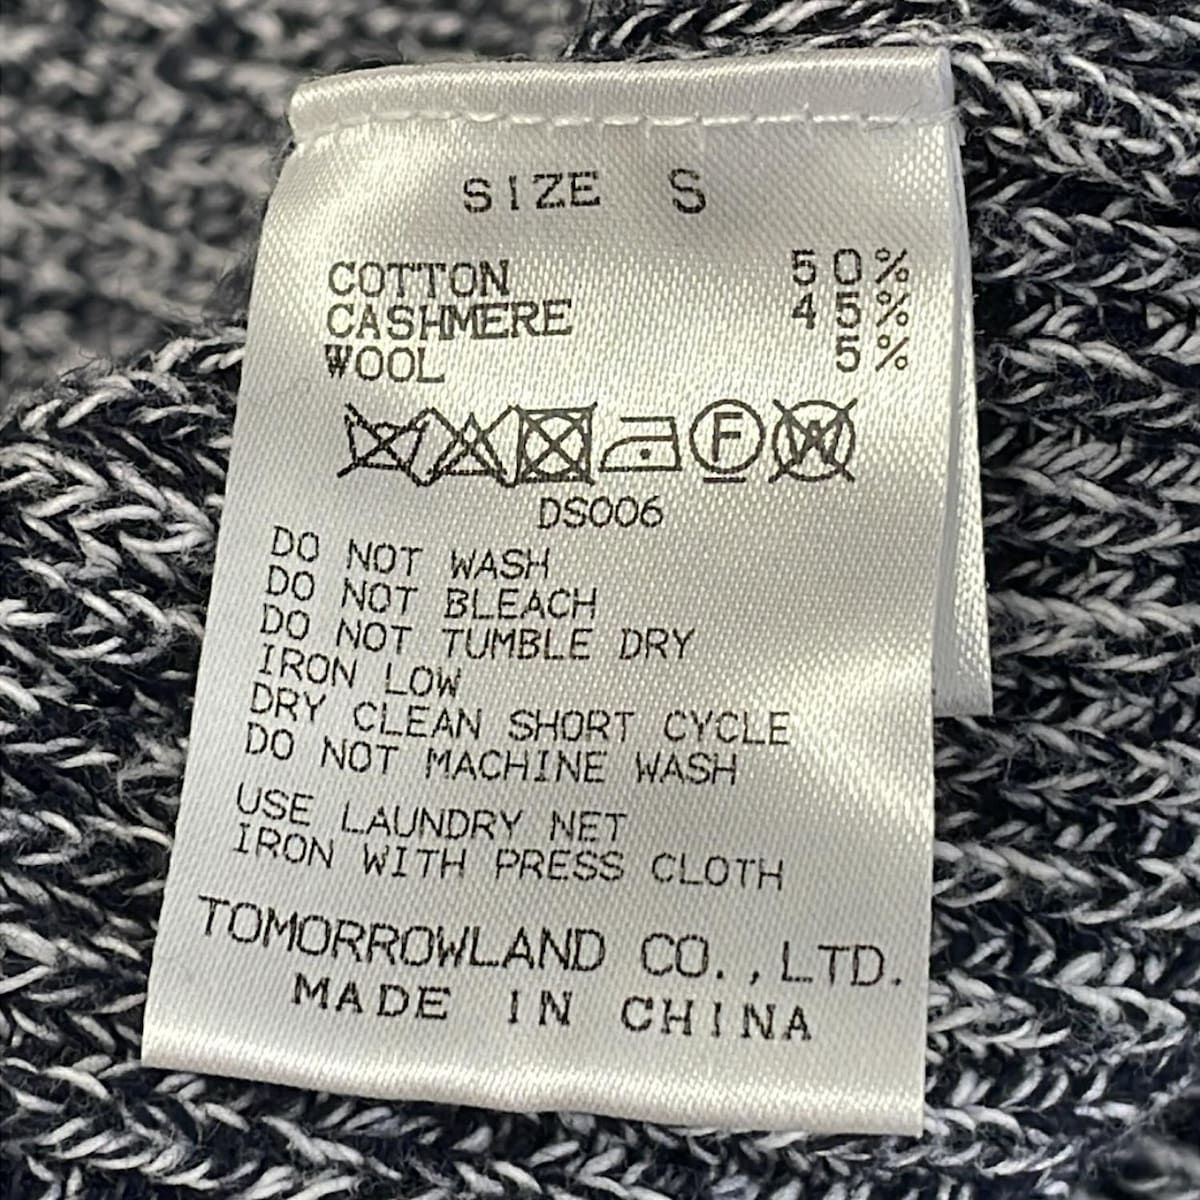 SIZE S
COTTON 50%
CASHMERE 45%
WOOL 5%
F W
DS006
DO NOT WASH
DO NOT BLEACH
DO NOT TUMBLE DRY
IRON LOW
DRY CLEAN SHORT CYCLE
DO NOT MACHINE WASH
USE LAUNDRY NET
IRON WITH PRESS CLOTH
TOMORROWLAND CO.,LTD.
MADE IN CHINA